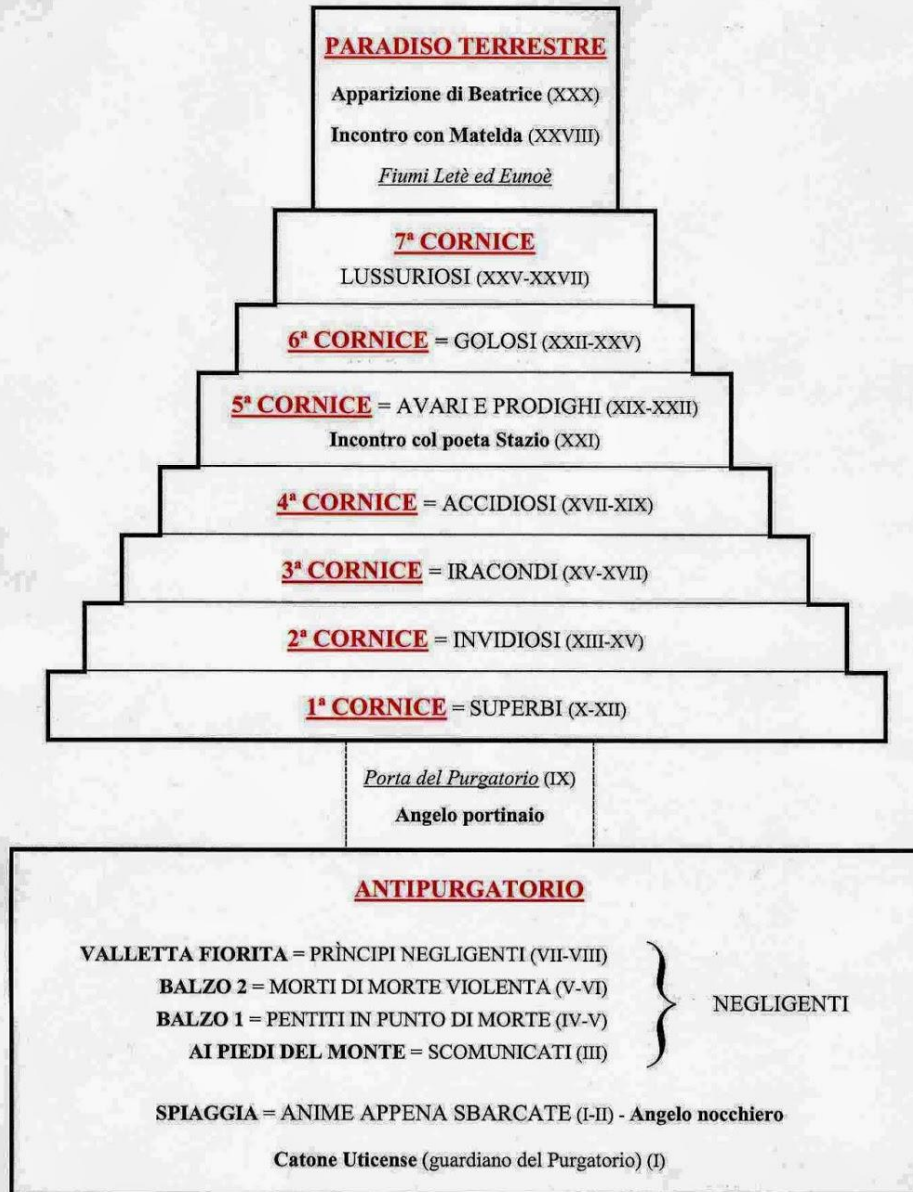 PARADISO TERRESTRE
Apparizione di Beatrice (XXX)
Incontro con Matelda (XXVIII)
Fiumi Letè ed Eunoè
7ª CORNICE
LUSSURIOSI (XXV-XXVII)
6ª CORNICE = GOLOSI (XXII-XXV)
5ª CORNICE = AVARI E PRODIGHI (XIX-XXII)
Incontro col poeta Stazio (XXI)
4ª CORNICE = ACCIDIOSI (XVII-XIX)
3ª CORNICE = IRACONDI (XV-XVII)
2ª CORNICE = INVIDIOSI (XIII-XV)
1ª CORNICE = SUPERBI (X-XII)
Porta del Purgatorio (IX)
Angelo portinaio
ANTIPURGATORIO
VALLETTA FIORITA = PRÌNCIPI NEGLIGENTI (VII-VIII)
BALZO 2 = MORTI DI MORTE VIOLENTA (V-VI)
BALZO 1 = PENTITI IN PUNTO DI MORTE (IV-V)
AI PIEDI DEL MONTE = SCOMUNICATI (III)
NEGLIGENTI
SPIAGGIA = ANIME APPENA SBARCATE (I-II) - Angelo nocchiero
Catone Uticense (guardiano del Purgatorio) (I)